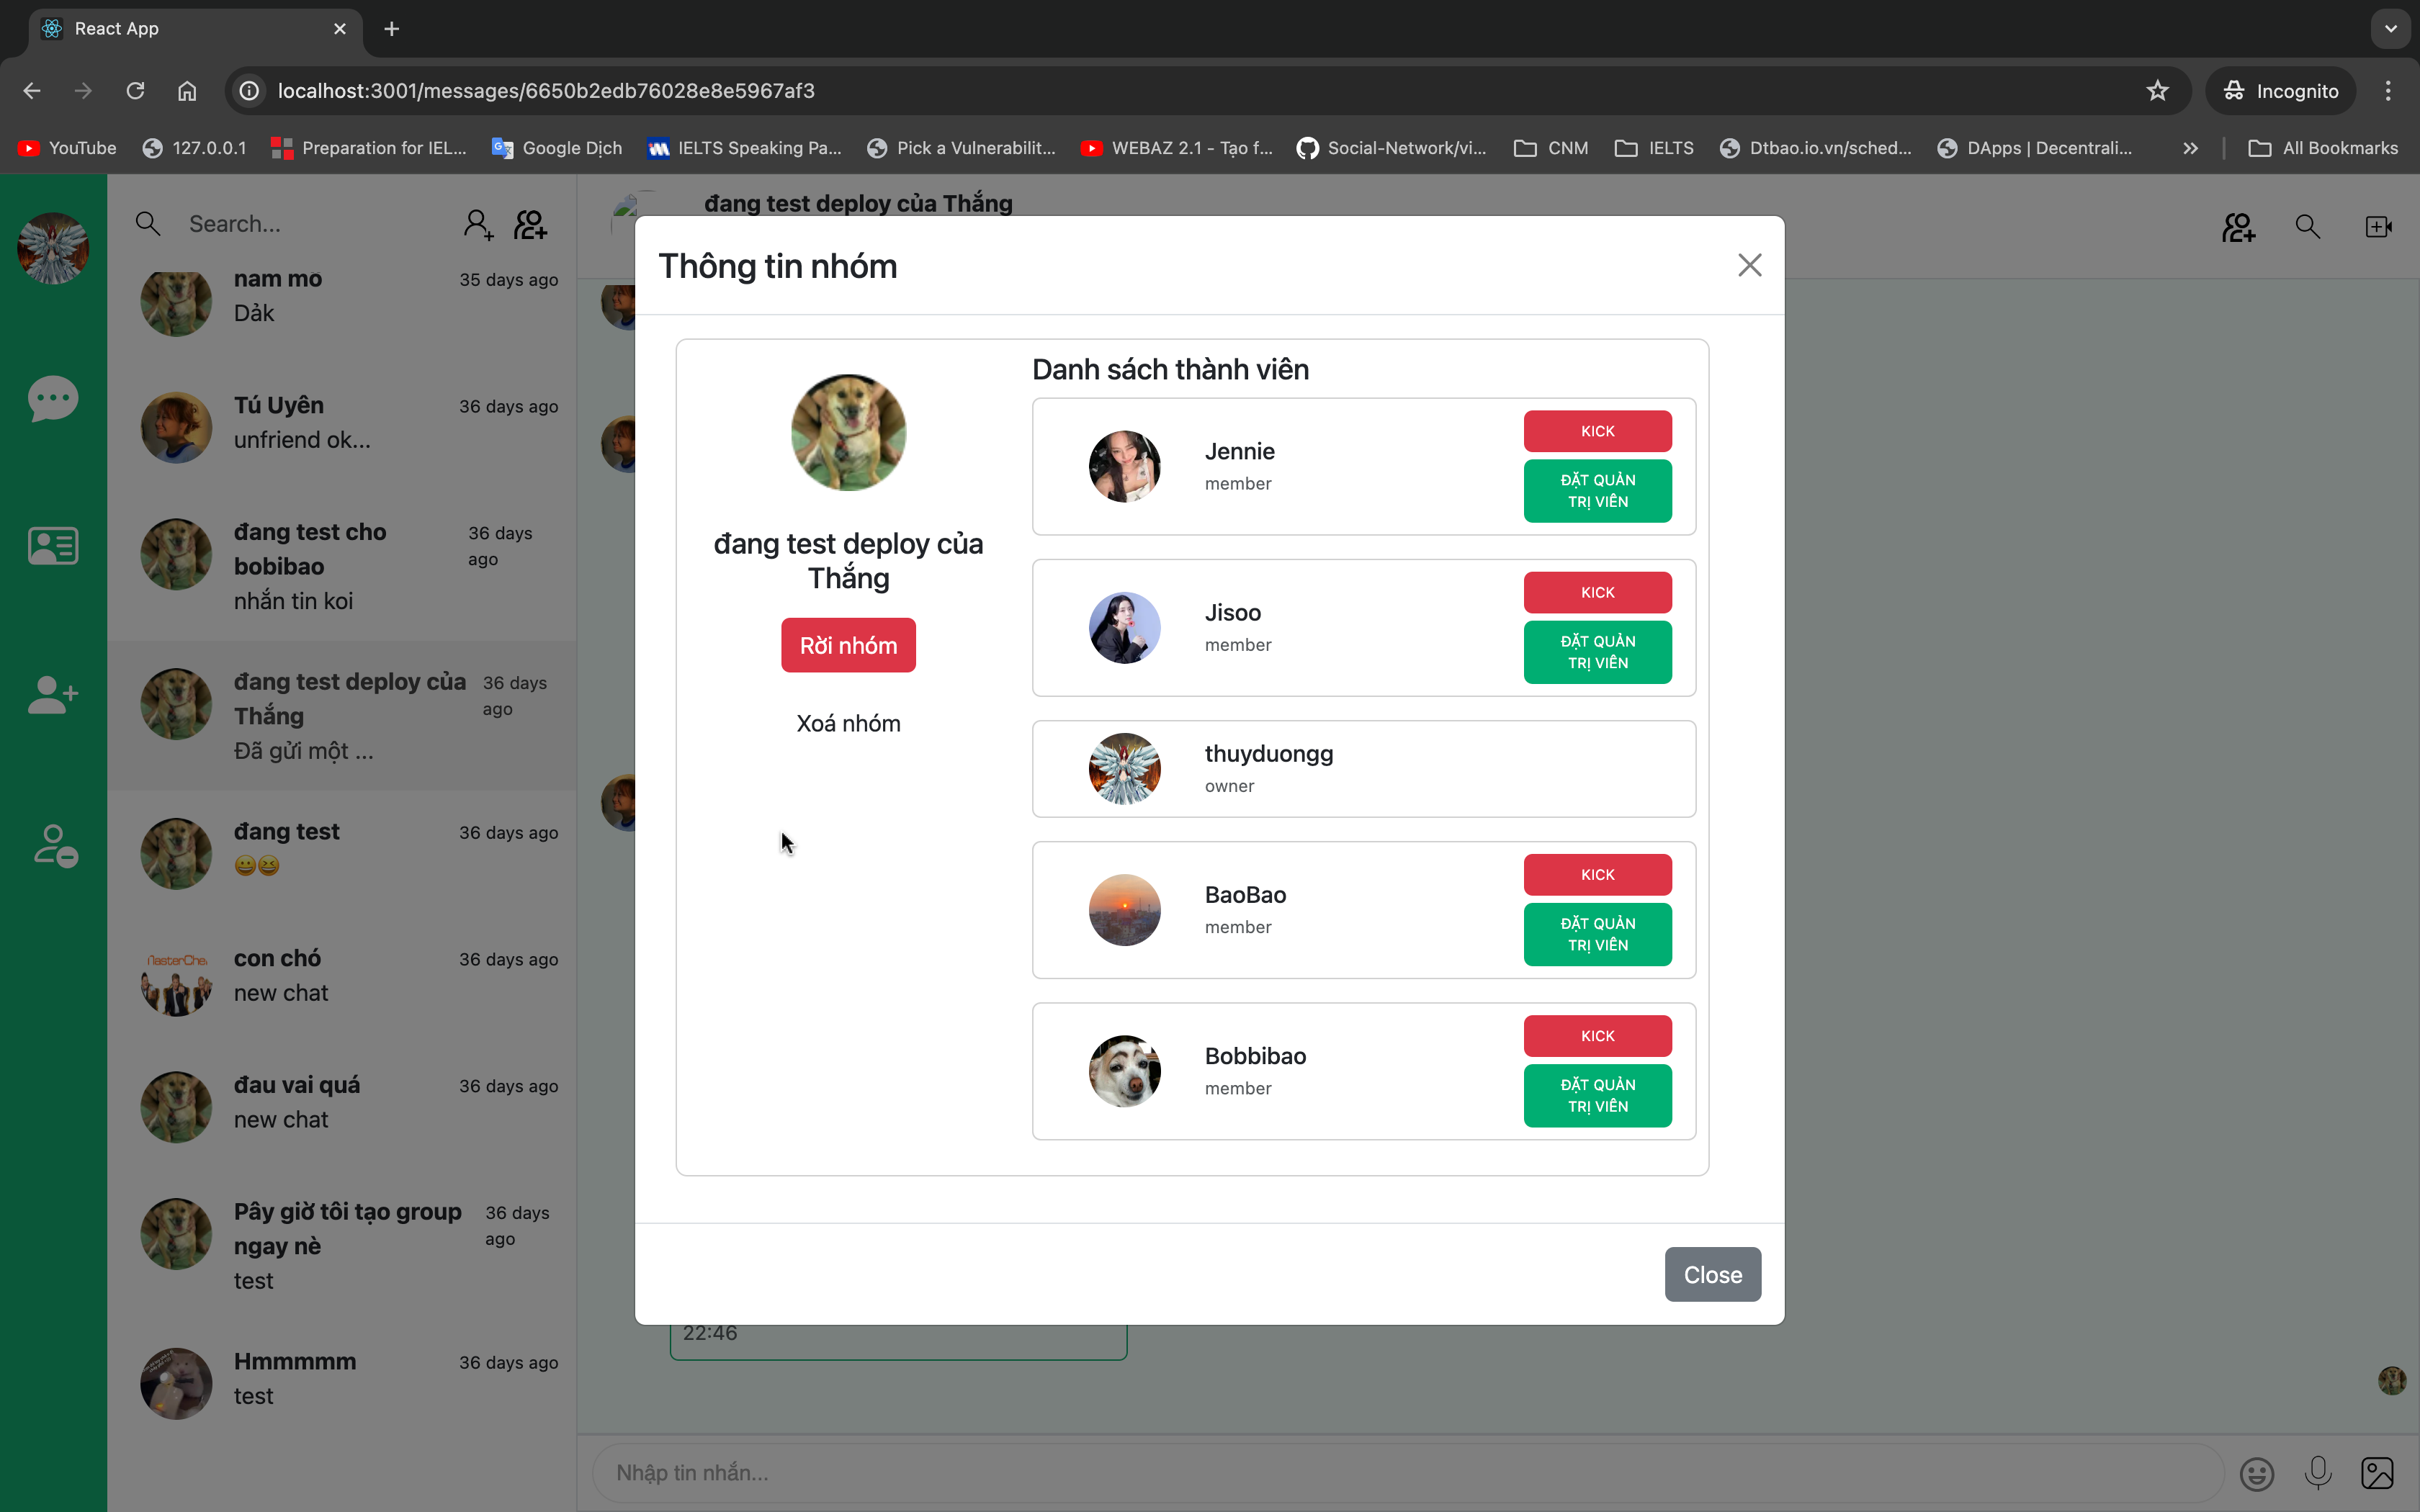 React App
localhost:3001/messages/6650b2edb76028e8e5967af3
Incognito
YouTube
127.0.0.1
Preparation for IEL...
Google Dịch
IELTS Speaking Pa...
Pick a Vulnerabilit...
WEBAZ 2.1 - Tạo f...
Social-Network/vi...
CNM
IELTS
Dtbao.io.vn/sched...
DApps | Decentrali...
All Bookmarks
Search...
nam mô
35 days ago
Dảk
Tú Uyên
36 days ago
unfriend ok...
đang test cho
bobibao
36 days
ago
nhắn tin koi
đang test deploy của
Thắng
36 days
ago
Đã gửi một ...
đang test
36 days ago
😀😆
con chó
36 days ago
new chat
đau vai quá
36 days ago
new chat
Pây giờ tôi tạo group
ngay nè
36 days
ago
test
Hmmmmm
36 days ago
test
đang test deploy của Thắng
Thông tin nhóm
đang test deploy của
Thắng
Rời nhóm
Xoá nhóm
Danh sách thành viên
Jennie
member
KICK
ĐẶT QUẢN
TRỊ VIÊN
Jisoo
member
KICK
ĐẶT QUẢN
TRỊ VIÊN
thuyduongg
owner
BaoBao
member
KICK
ĐẶT QUẢN
TRỊ VIÊN
Bobbibao
member
KICK
ĐẶT QUẢN
TRỊ VIÊN
Close
22:46
Nhập tin nhắn...